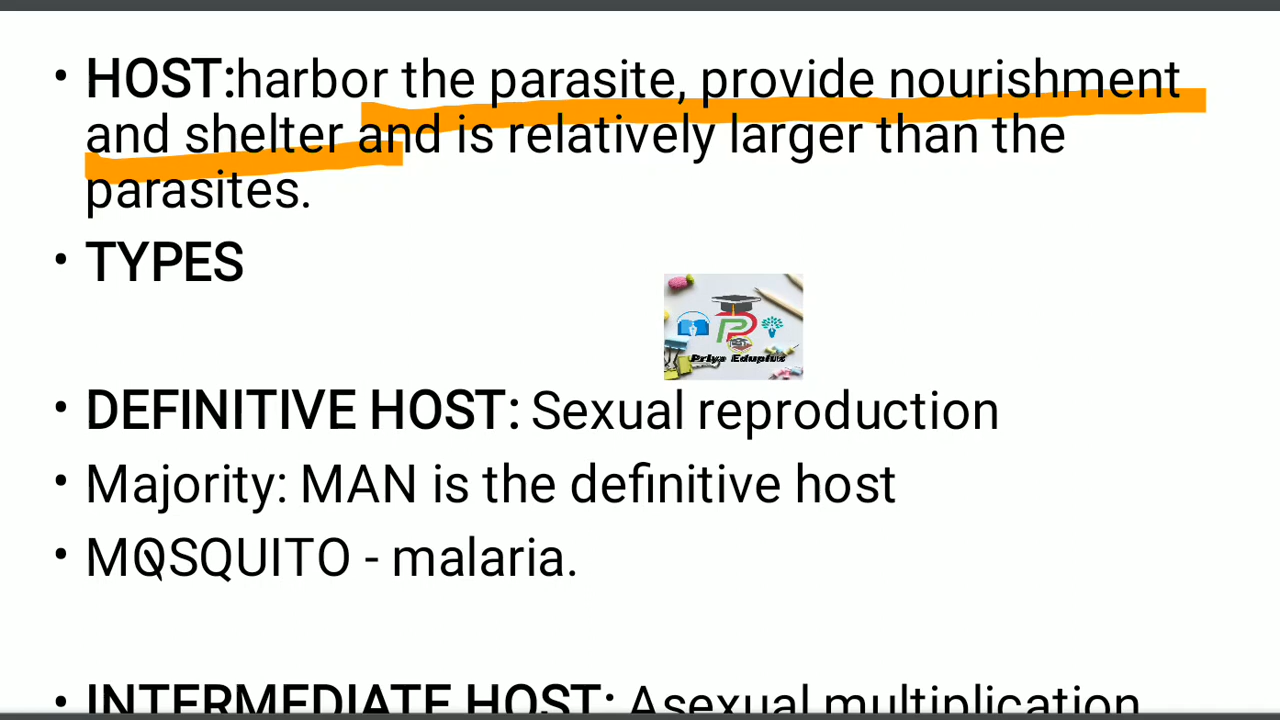 • HOST:harbor the parasite, provide nourishment
and shelter and is relatively larger than the
parasites.
• TYPES
Priya Eduplus
• DEFINITIVE HOST: Sexual reproduction
• Majority: MAN is the definitive host
• MOSQUITO - malaria.
• INTERMEDIATE HOST: Asexual multiplication